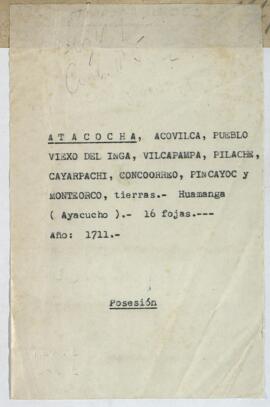 ATACOCHA, ACOVILCA, PUEBLO
VIEXO DEL INGA, VILCAPAMPA, PILACHE,
CAYARPACHI, CONCOORREO, PINCAYOC y
MONTEORCO, tierras.- Huamanga
( Ayacucho ).- 16 fojas.---
Año: 1711.-
Posesión